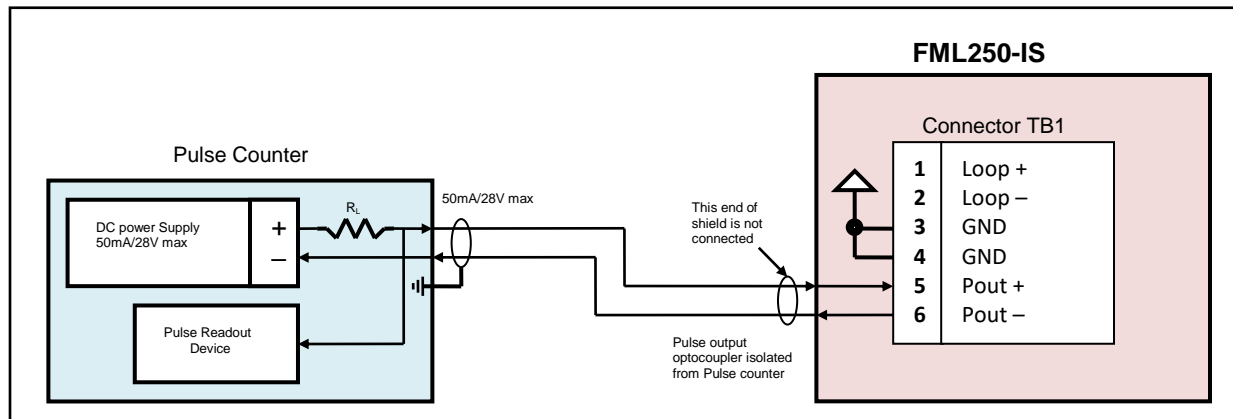 FML250-IS
Connector TB1
1 Loop +
2 Loop –
3 GND
4 GND
5 Pout +
6 Pout –
Pulse Counter
DC power Supply
50mA/28V max
+
–
RL
50mA/28V max
Pulse Readout
Device
This end of
shield is not
connected
Pulse output
optocoupler isolated
from Pulse counter